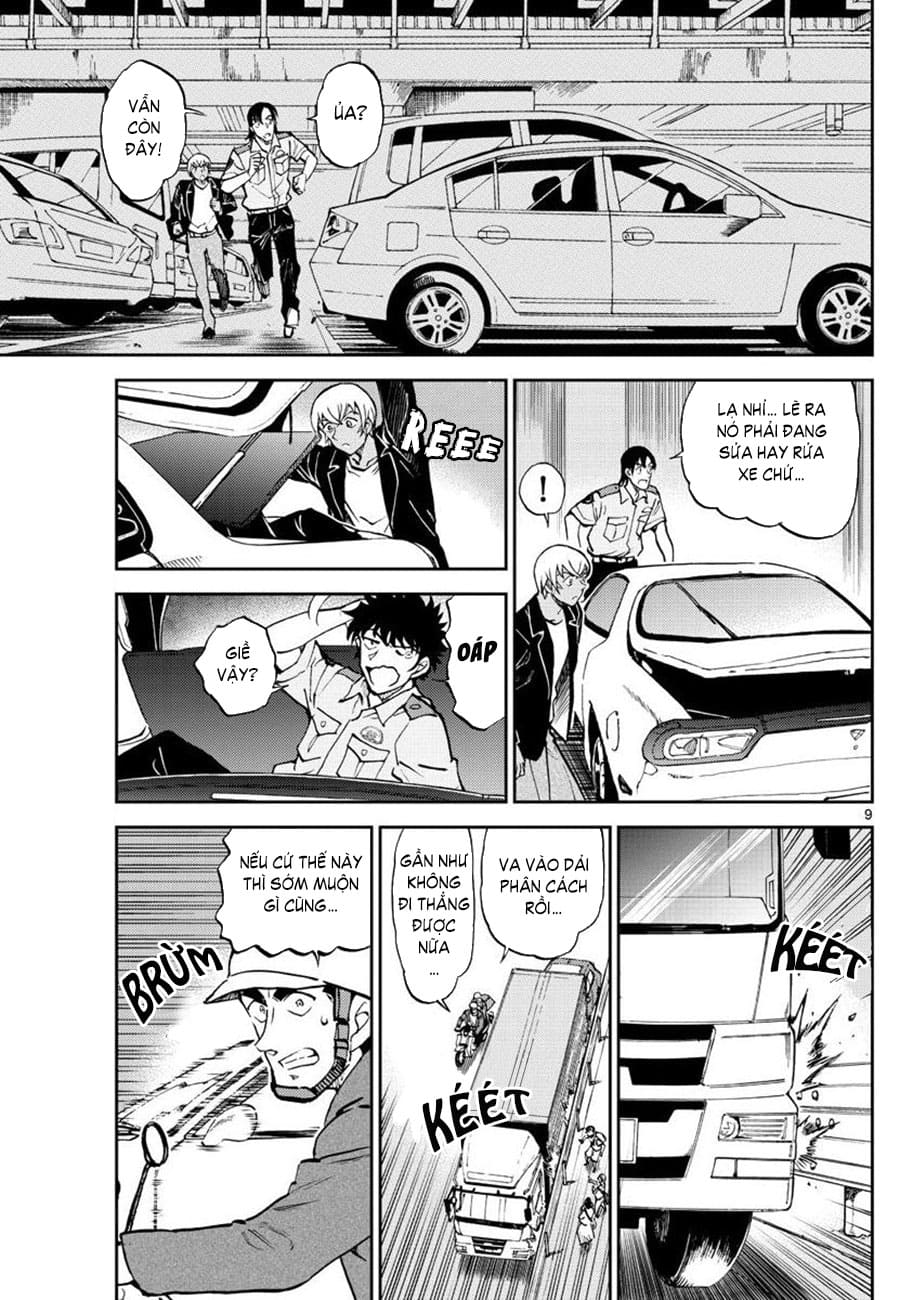 ỦA?
VẪN
CÒN
ĐÂY!
LẠ NHỈ... LẼ RA
NÓ PHẢI ĐANG
SỬA HAY RỬA
XE CHỨ...
!
REEE
OÁP
GIỀ
VẬY?
9
KÉÉT
VA VÀO DẢI
PHÂN CÁCH
RỒI...
GẦN NHƯ
KHÔNG
ĐI THẲNG
ĐƯỢC
NỮA
...
KÉÉT
NẾU CỨ THẾ NÀY
THÌ SỚM MUỘN
GÌ CŨNG...
BRỪM